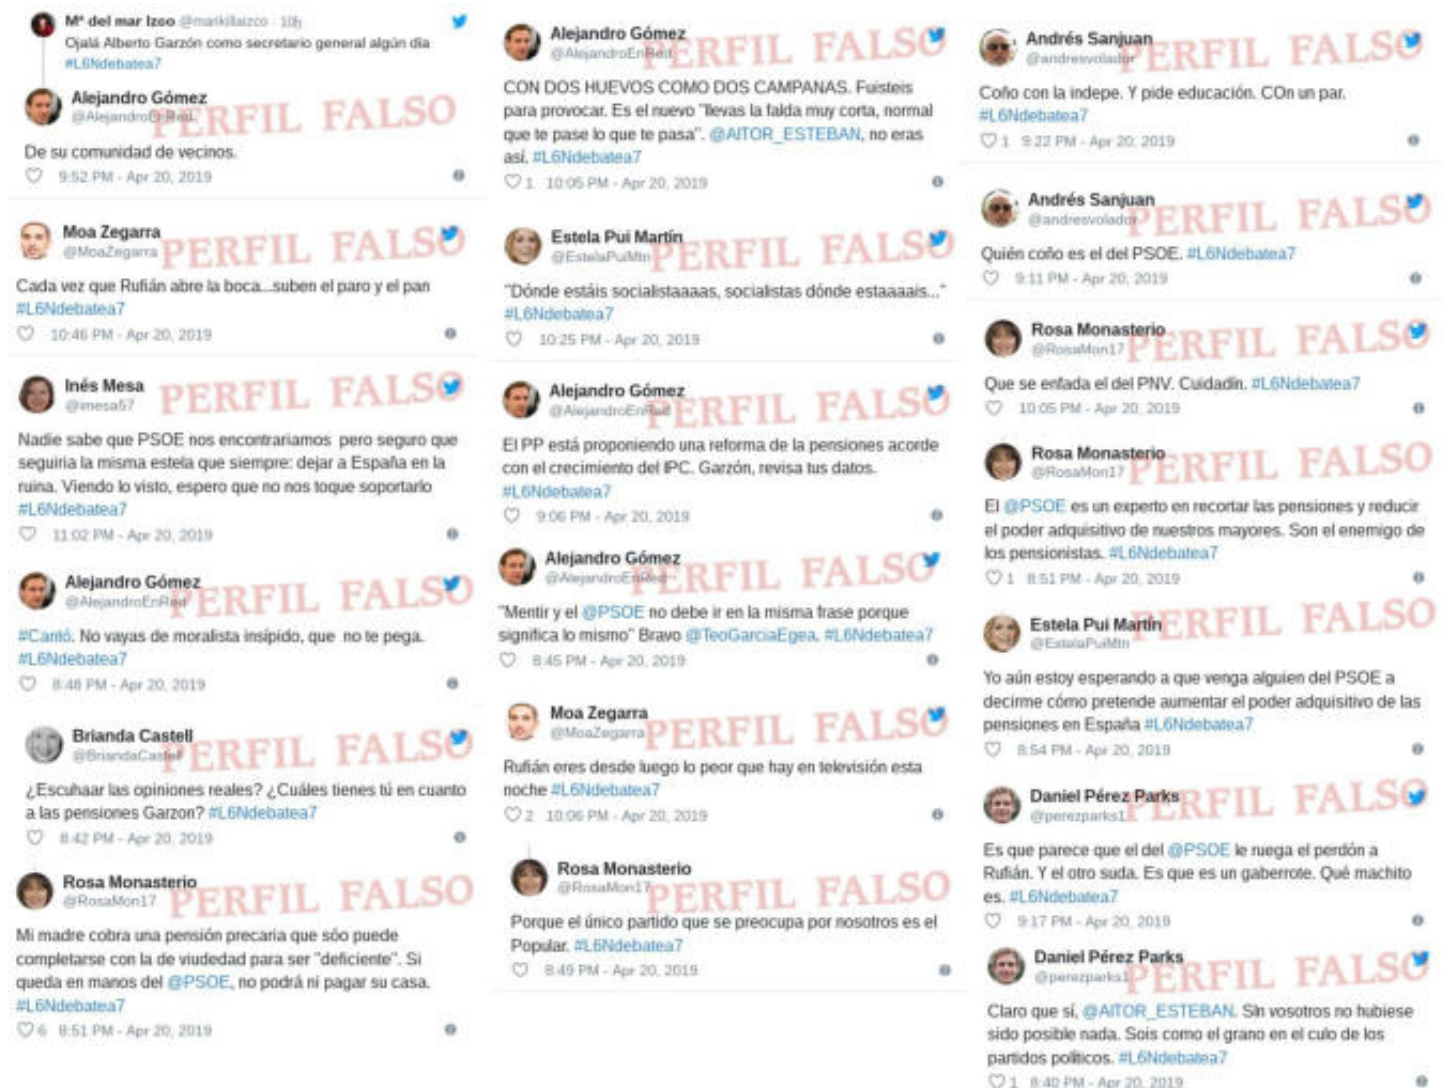 Mª del mar Izco @marikillaizco · 10h
Ojalá Alberto Garzón como secretario general algún día
#L6Ndebatea7
Alejandro Gómez
@AlejandroEnRed
PERFIL FALSO
De su comunidad de vecinos.
9:52 PM - Apr 20, 2019
Moa Zegarra
@MoaZegarra
PERFIL FALSO
Cada vez que Rufián abre la boca...suben el paro y el pan
#L6Ndebatea7
10:46 PM - Apr 20, 2019
Inés Mesa
@imesa57
PERFIL FALSO
Nadie sabe que PSOE nos encontrariamos pero seguro que
seguiria la misma estela que siempre: dejar a España en la
ruina. Viendo lo visto, espero que no nos toque soportarlo
#L6Ndebatea7
11:02 PM - Apr 20, 2019
Alejandro Gómez
@AlejandroEnRed
PERFIL FALSO
#Cantó. No vayas de moralista insípido, que no te pega.
#L6Ndebatea7
8:48 PM - Apr 20, 2019
Brianda Castell
@BriandaCastell
PERFIL FALSO
¿Escuhaar las opiniones reales? ¿Cuáles tienes tú en cuanto
a las pensiones Garzon? #L6Ndebatea7
8:42 PM - Apr 20, 2019
Rosa Monasterio
@RosaMon17
PERFIL FALSO
Mi madre cobra una pensión precaria que sóo puede
completarse con la de viudedad para ser "deficiente". Si
queda en manos del @PSOE, no podrá ni pagar su casa.
#L6Ndebatea7
6 8:51 PM - Apr 20, 2019
Alejandro Gómez
@AlejandroEnRed
PERFIL FALSO
CON DOS HUEVOS COMO DOS CAMPANAS. Fuisteis
para provocar. Es el nuevo "llevas la falda muy corta, normal
que te pase lo que te pasa". @AITOR_ESTEBAN, no eras
así. #L6Ndebatea7
1 10:05 PM - Apr 20, 2019
Estela Pui Martín
@EstelaPuiMtn
PERFIL FALSO
"Dónde estáis socialistaaaas, socialistas dónde estaaaais..."
#L6Ndebatea7
10:25 PM - Apr 20, 2019
Alejandro Gómez
@AlejandroEnRed
PERFIL FALSO
El PP está proponiendo una reforma de la pensiones acorde
con el crecimiento del IPC. Garzón, revisa tus datos.
#L6Ndebatea7
9:06 PM - Apr 20, 2019
Alejandro Gómez
@AlejandroEnRed
PERFIL FALSO
"Mentir y el @PSOE no debe ir en la misma frase porque
significa lo mismo" Bravo @TeoGarciaEgea. #L6Ndebatea7
8:45 PM - Apr 20, 2019
Moa Zegarra
@MoaZegarra
PERFIL FALSO
Rufián eres desde luego lo peor que hay en televisión esta
noche #L6Ndebatea7
2 10:06 PM - Apr 20, 2019
Rosa Monasterio
@RosaMon17
PERFIL FALSO
Porque el único partido que se preocupa por nosotros es el
Popular. #L6Ndebatea7
8:49 PM - Apr 20, 2019
Andrés Sanjuan
@andresvolador
PERFIL FALSO
Coño con la indepe. Y pide educación. COn un par.
#L6Ndebatea7
1 9:22 PM - Apr 20, 2019
Andrés Sanjuan
@andresvolador
PERFIL FALSO
Quién coño es el del PSOE. #L6Ndebatea7
9:11 PM - Apr 20, 2019
Rosa Monasterio
@RosaMon17
PERFIL FALSO
Que se enfada el del PNV. Cuidadín. #L6Ndebatea7
10:05 PM - Apr 20, 2019
Rosa Monasterio
@RosaMon17
PERFIL FALSO
El @PSOE es un experto en recortar las pensiones y reducir
el poder adquisitivo de nuestros mayores. Son el enemigo de
los pensionistas. #L6Ndebatea7
1 8:51 PM - Apr 20, 2019
Estela Pui Martín
@EstelaPuiMtn
PERFIL FALSO
Yo aún estoy esperando a que venga alguien del PSOE a
decirme cómo pretende aumentar el poder adquisitivo de las
pensiones en España #L6Ndebatea7
8:54 PM - Apr 20, 2019
Daniel Pérez Parks
@perezparks1
PERFIL FALSO
Es que parece que el del @PSOE le ruega el perdón a
Rufián. Y el otro suda. Es que es un gaberrote. Qué machito
es. #L6Ndebatea7
9:17 PM - Apr 20, 2019
Daniel Pérez Parks
@perezparks1
PERFIL FALSO
Claro que sí, @AITOR_ESTEBAN. SIn vosotros no hubiese
sido posible nada. Sois como el grano en el culo de los
partidos políticos. #L6Ndebatea7
1 8:40 PM - Apr 20, 2019